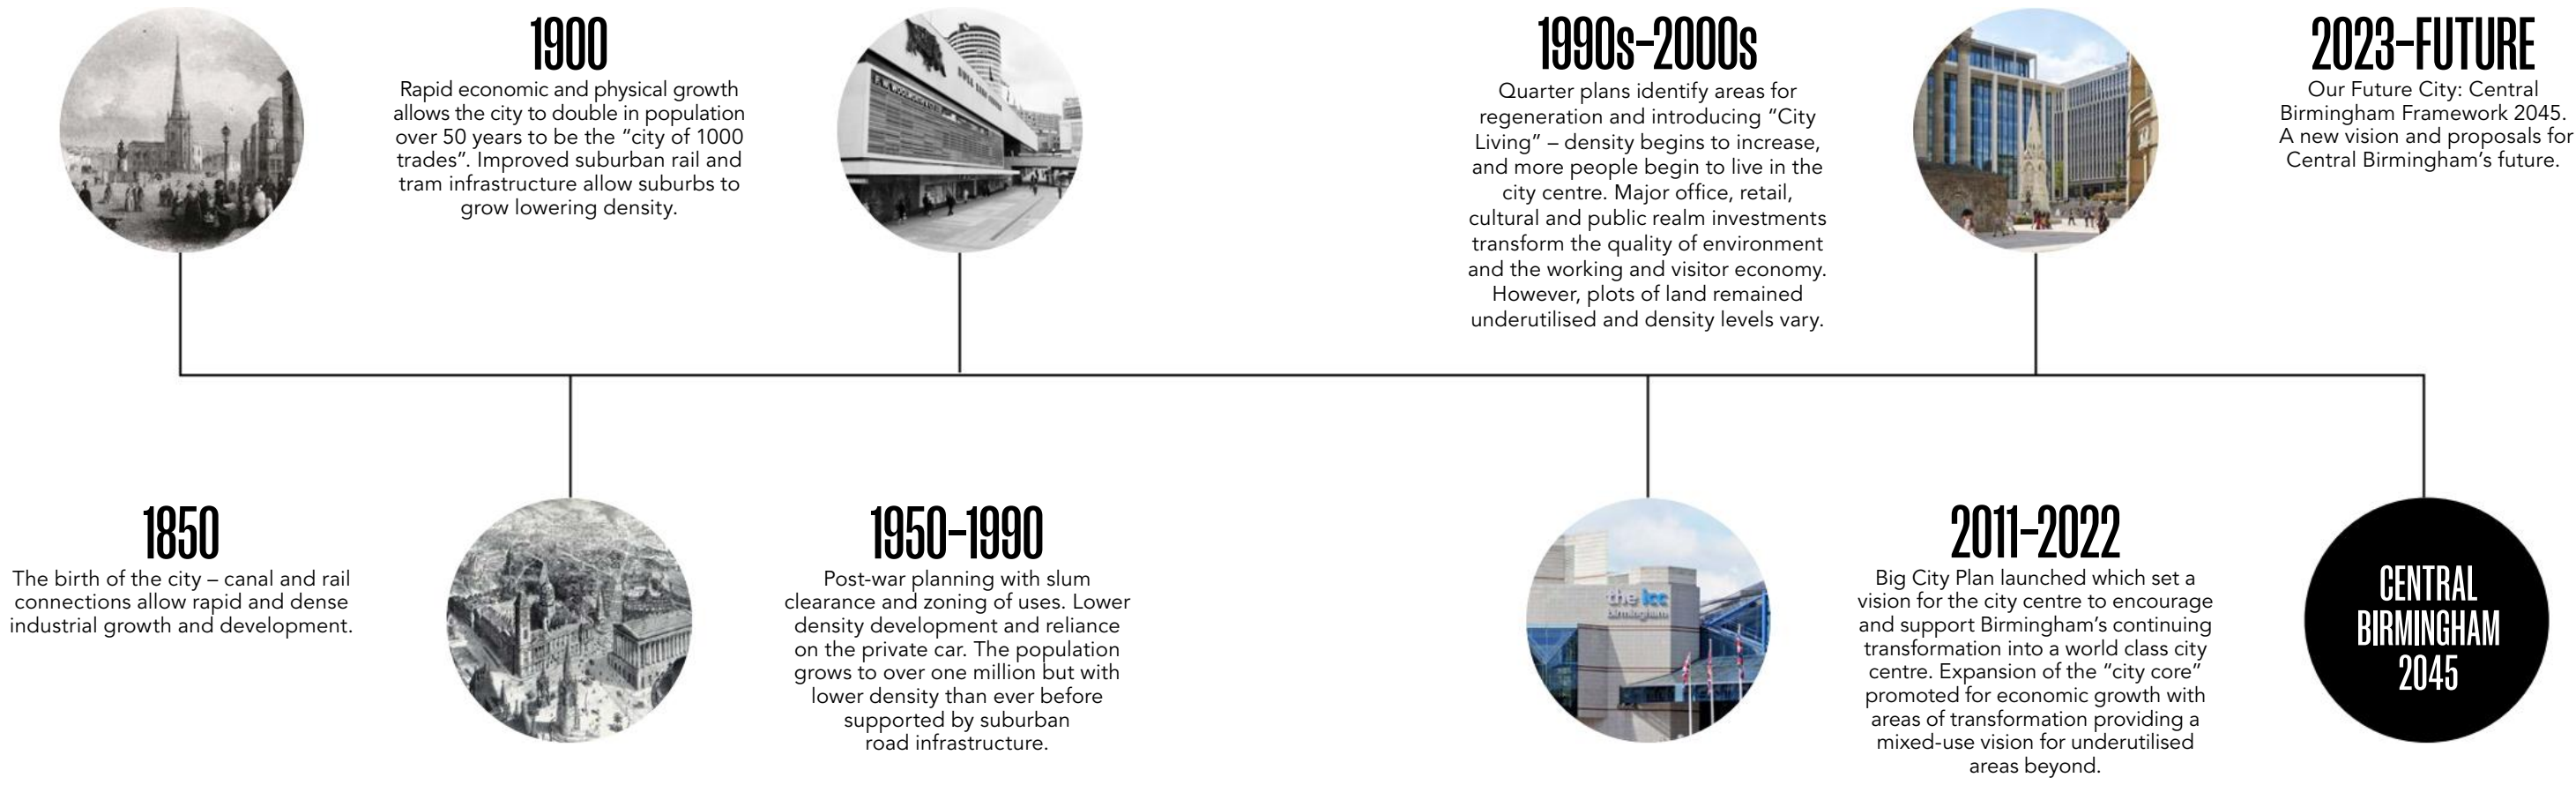 1850
The birth of the city – canal and rail
connections allow rapid and dense
industrial growth and development.
1900
Rapid economic and physical growth
allows the city to double in population
over 50 years to be the “city of 1000
trades”. Improved suburban rail and
tram infrastructure allow suburbs to
grow lowering density.
1950–1990
Post-war planning with slum
clearance and zoning of uses. Lower
density development and reliance
on the private car. The population
grows to over one million but with
lower density than ever before
supported by suburban
road infrastructure.
1990s–2000s
Quarter plans identify areas for
regeneration and introducing “City
Living” – density begins to increase,
and more people begin to live in the
city centre. Major office, retail,
cultural and public realm investments
transform the quality of environment
and the working and visitor economy.
However, plots of land remained
underutilised and density levels vary.
the icc
birmingham
2011–2022
Big City Plan launched which set a
vision for the city centre to encourage
and support Birmingham’s continuing
transformation into a world class city
centre. Expansion of the “city core”
promoted for economic growth with
areas of transformation providing a
mixed-use vision for underutilised
areas beyond.
2023–FUTURE
Our Future City: Central
Birmingham Framework 2045.
A new vision and proposals for
Central Birmingham’s future.
CENTRAL
BIRMINGHAM
2045